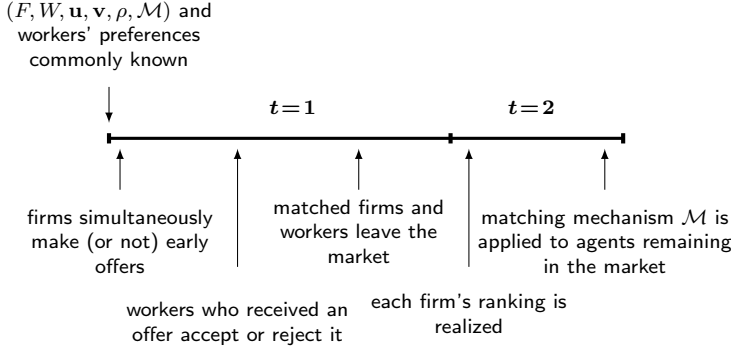 (F, W, u, v, ρ, ℳ) and
workers' preferences
commonly known
t=1
t=2
firms simultaneously
make (or not) early
offers
matched firms and
workers leave the
market
matching mechanism ℳ is
applied to agents remaining
in the market
workers who received an
offer accept or reject it
each firm's ranking is
realized